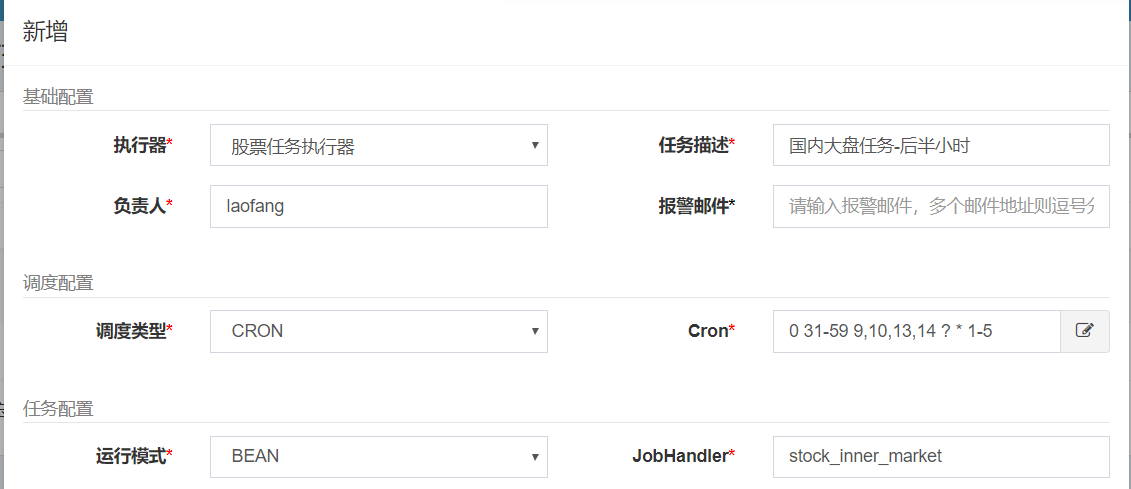 新增
基础配置
执行器* 股票任务执行器 任务描述* 国内大盘任务-后半小时
负责人* laofang 报警邮件* 请输入报警邮件，多个邮件地址则逗号分
调度配置
调度类型* CRON Cron* 0 31-59 9,10,13,14 ? * 1-5
任务配置
运行模式* BEAN JobHandler* stock_inner_market